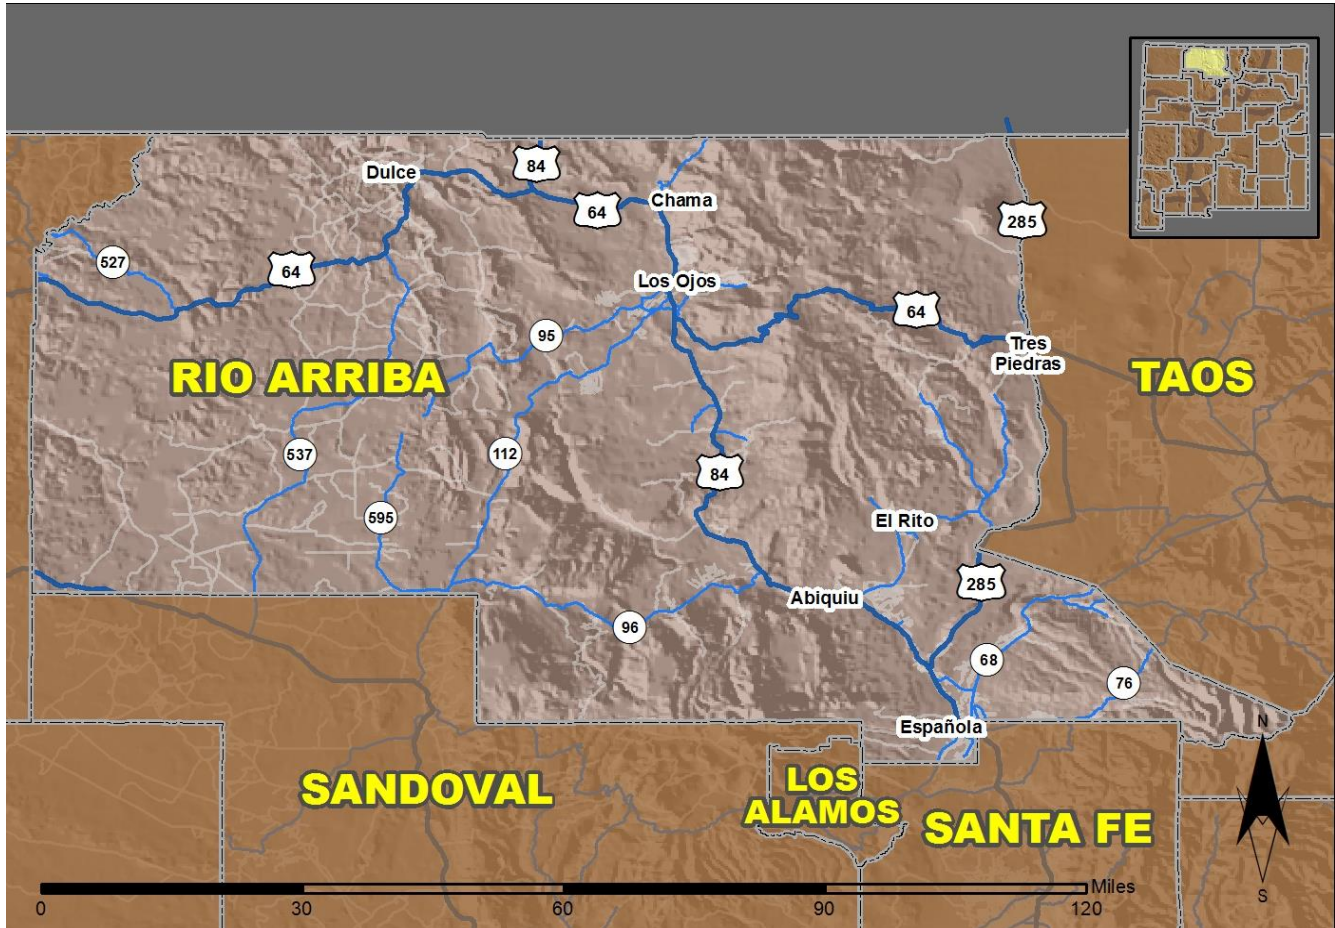 84
Dulce
Chama
64
285
527
64
Los Ojos
95
64
Tres
Piedras
RIO ARRIBA
TAOS
537
112
84
595
El Rito
285
Abiquiu
96
68
76
Española
N
SANDOVAL
LOS
ALAMOS
SANTA FE
S
Miles
0
30
60
90
120